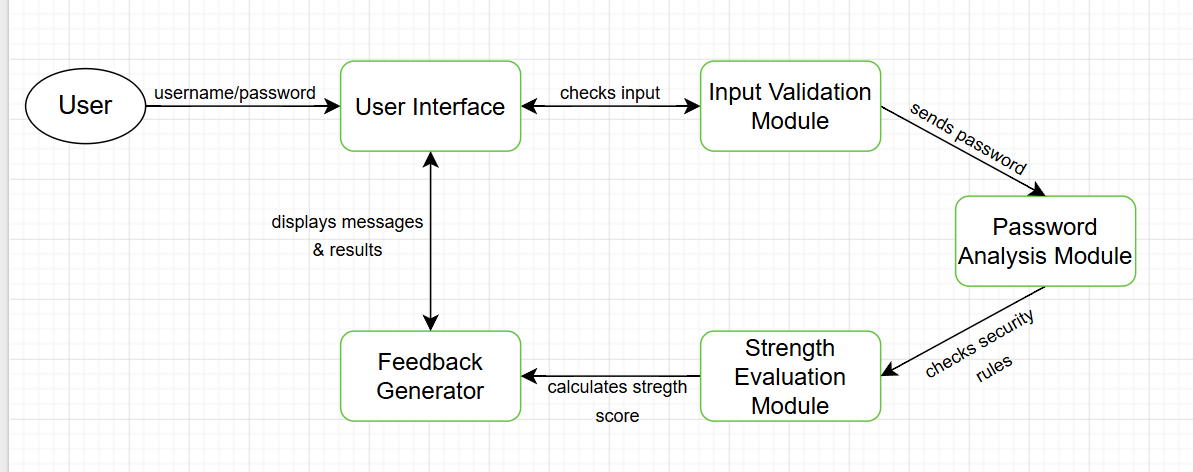 User
username/password
User Interface
checks input
Input Validation
Module
sends password
Password
Analysis Module
checks security
rules
Strength
Evaluation
Module
calculates stregth
score
Feedback
Generator
displays messages
& results